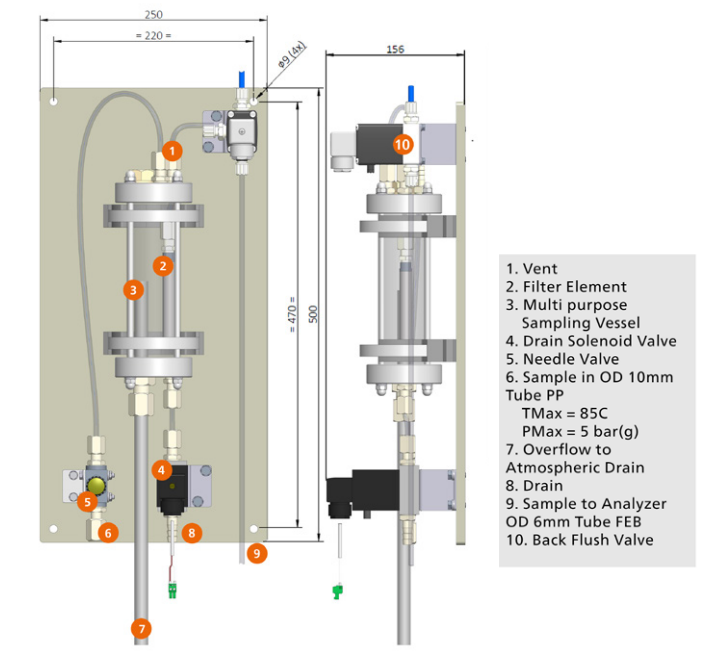 250
= 220 =
ø9 (4x)
156
1
10
2
3
= 470 =
500
4
5
6
8
9
7
1. Vent
2. Filter Element
3. Multi purpose
Sampling Vessel
4. Drain Solenoid Valve
5. Needle Valve
6. Sample in OD 10mm
Tube PP
TMax = 85C
PMax = 5 bar(g)
7. Overflow to
Atmospheric Drain
8. Drain
9. Sample to Analyzer
OD 6mm Tube FEB
10. Back Flush Valve